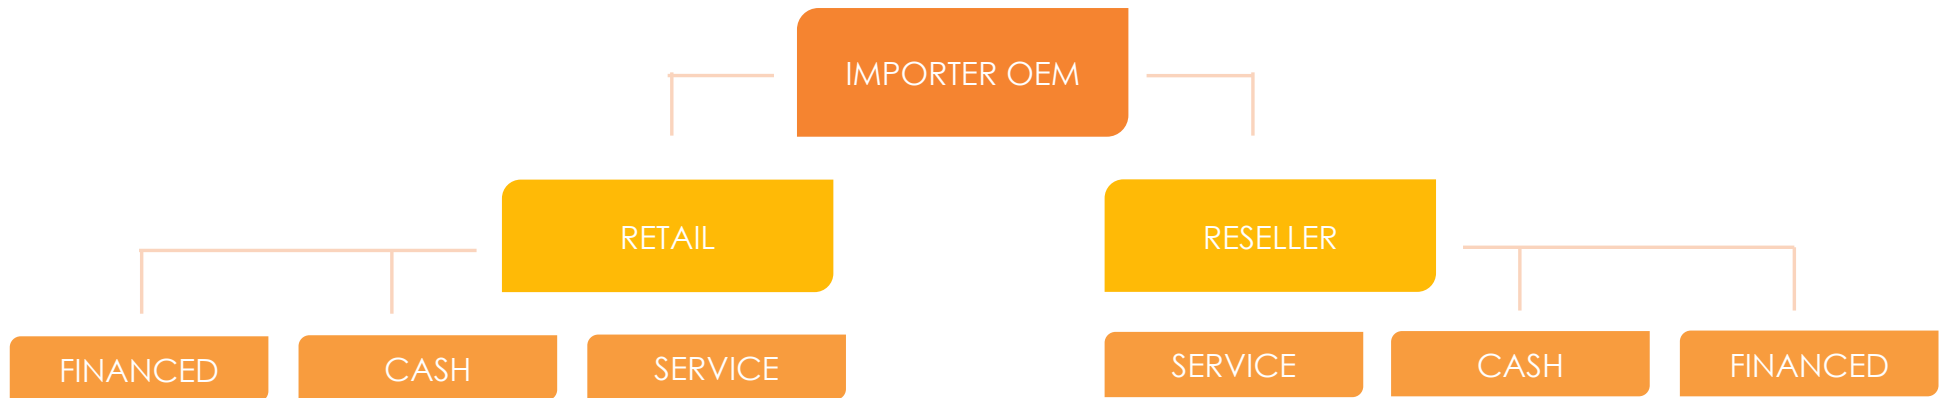 IMPORTER OEM
RETAIL
RESELLER
FINANCED
CASH
SERVICE
SERVICE
CASH
FINANCED